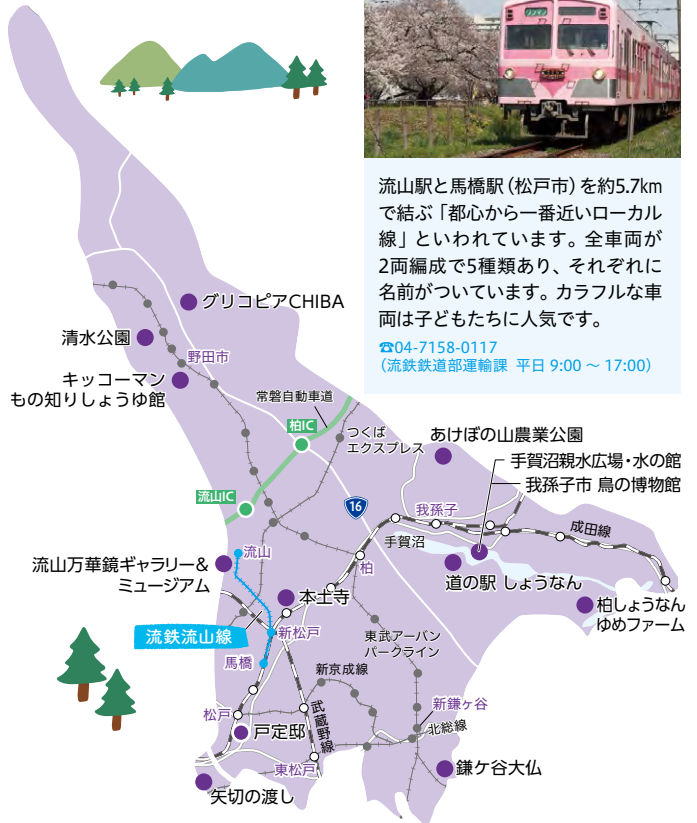 ワンマン
流山駅と馬橋駅（松戸市）を約5.7km
で結ぶ「都心から一番近いローカル
線」といわれています。全車両が
2両編成で5種類あり、それぞれに
名前がついています。カラフルな車
両は子どもたちに人気です。
☎04-7158-0117
（流鉄鉄道部運輸課 平日 9:00 ～ 17:00）
グリコピアCHIBA
清水公園
野田市
キッコーマン
もの知りしょうゆ館
常磐自動車道
柏IC
つくば
エクスプレス
あけぼの山農業公園
手賀沼親水広場・水の館
我孫子市 鳥の博物館
流山IC
16
我孫子
成田線
手賀沼
流山
流山万華鏡ギャラリー&
ミュージアム
柏
道の駅 しょうなん
本土寺
柏しょうなん
ゆめファーム
流鉄流山線
新松戸
東武アーバン
パークライン
馬橋
新京成線
松戸
武蔵野線
新鎌ヶ谷
戸定邸
北総線
東松戸
鎌ケ谷大仏
矢切の渡し